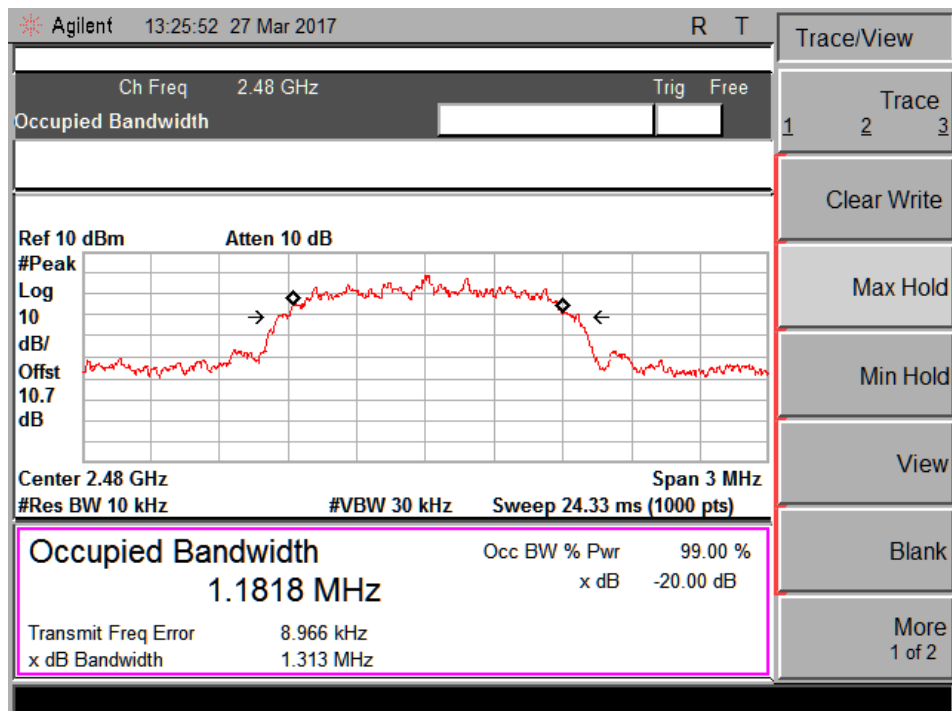 Agilent 13:25:52 27 Mar 2017 R T
Trace/View
Ch Freq 2.48 GHz Trig Free
Occupied Bandwidth
Trace
1 2 3
Clear Write
Ref 10 dBm Atten 10 dB
#Peak
Log
10
dB/
Offst
10.7
dB
Max Hold
Min Hold
Center 2.48 GHz Span 3 MHz
#Res BW 10 kHz #VBW 30 kHz Sweep 24.33 ms (1000 pts)
View
Occupied Bandwidth Occ BW % Pwr 99.00 %
1.1818 MHz x dB -20.00 dB
Transmit Freq Error 8.966 kHz
x dB Bandwidth 1.313 MHz
Blank
More
1 of 2